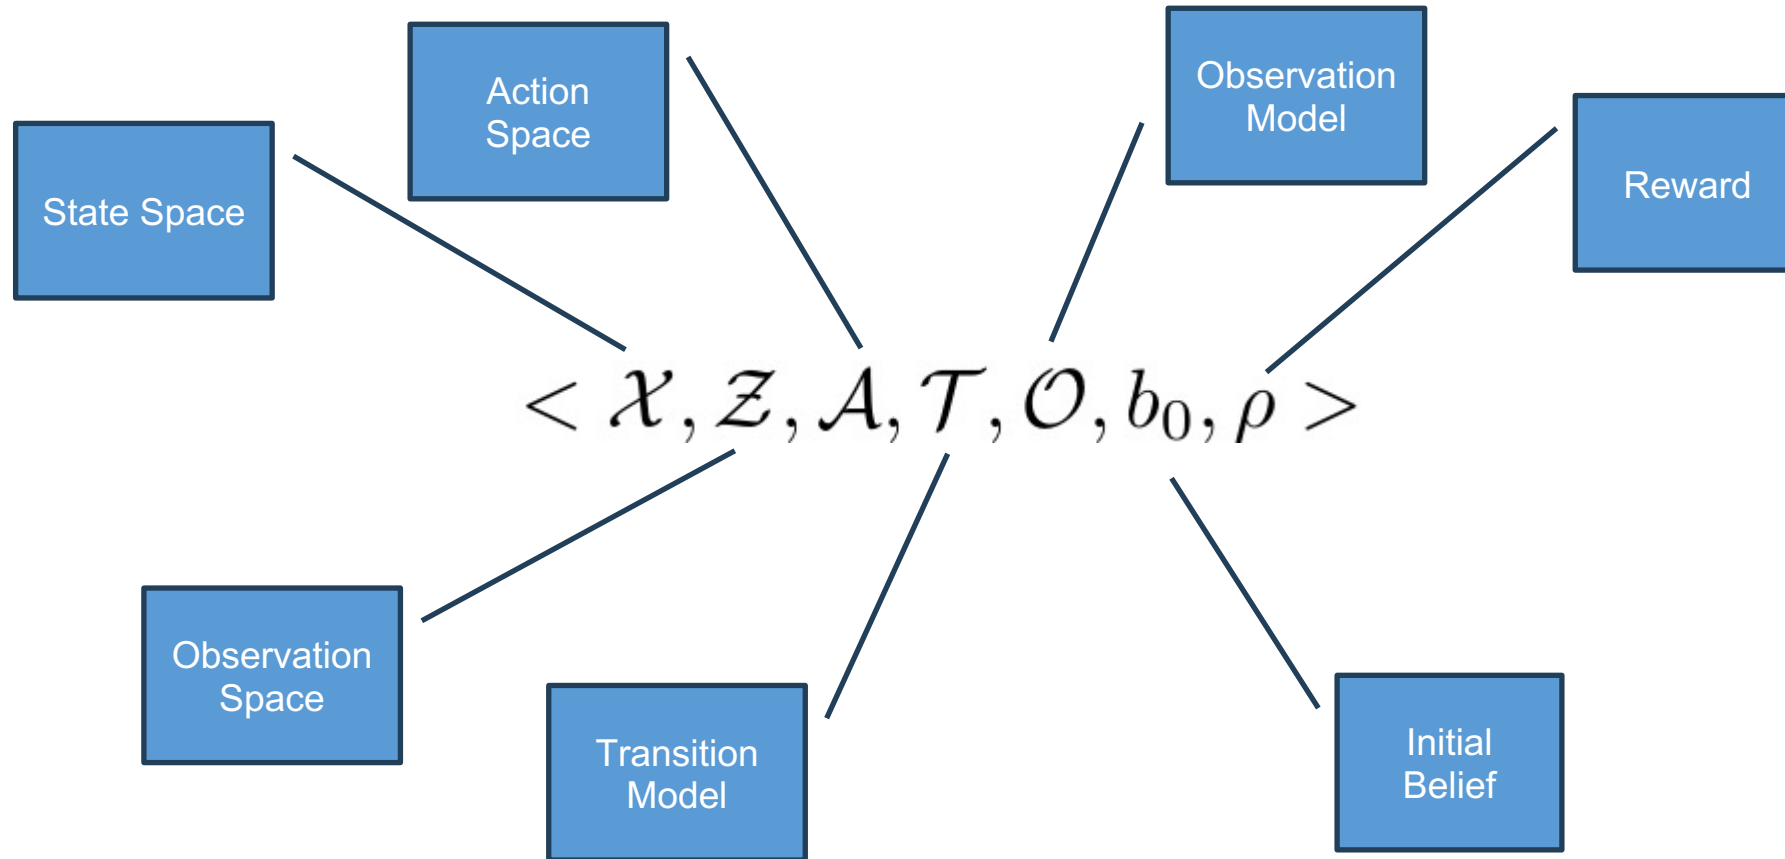 Action
Space
Observation
Model
State Space
Reward
< 𝒳, 𝒵, 𝒜, 𝒯, 𝒪, b₀, ρ >
Observation
Space
Transition
Model
Initial
Belief